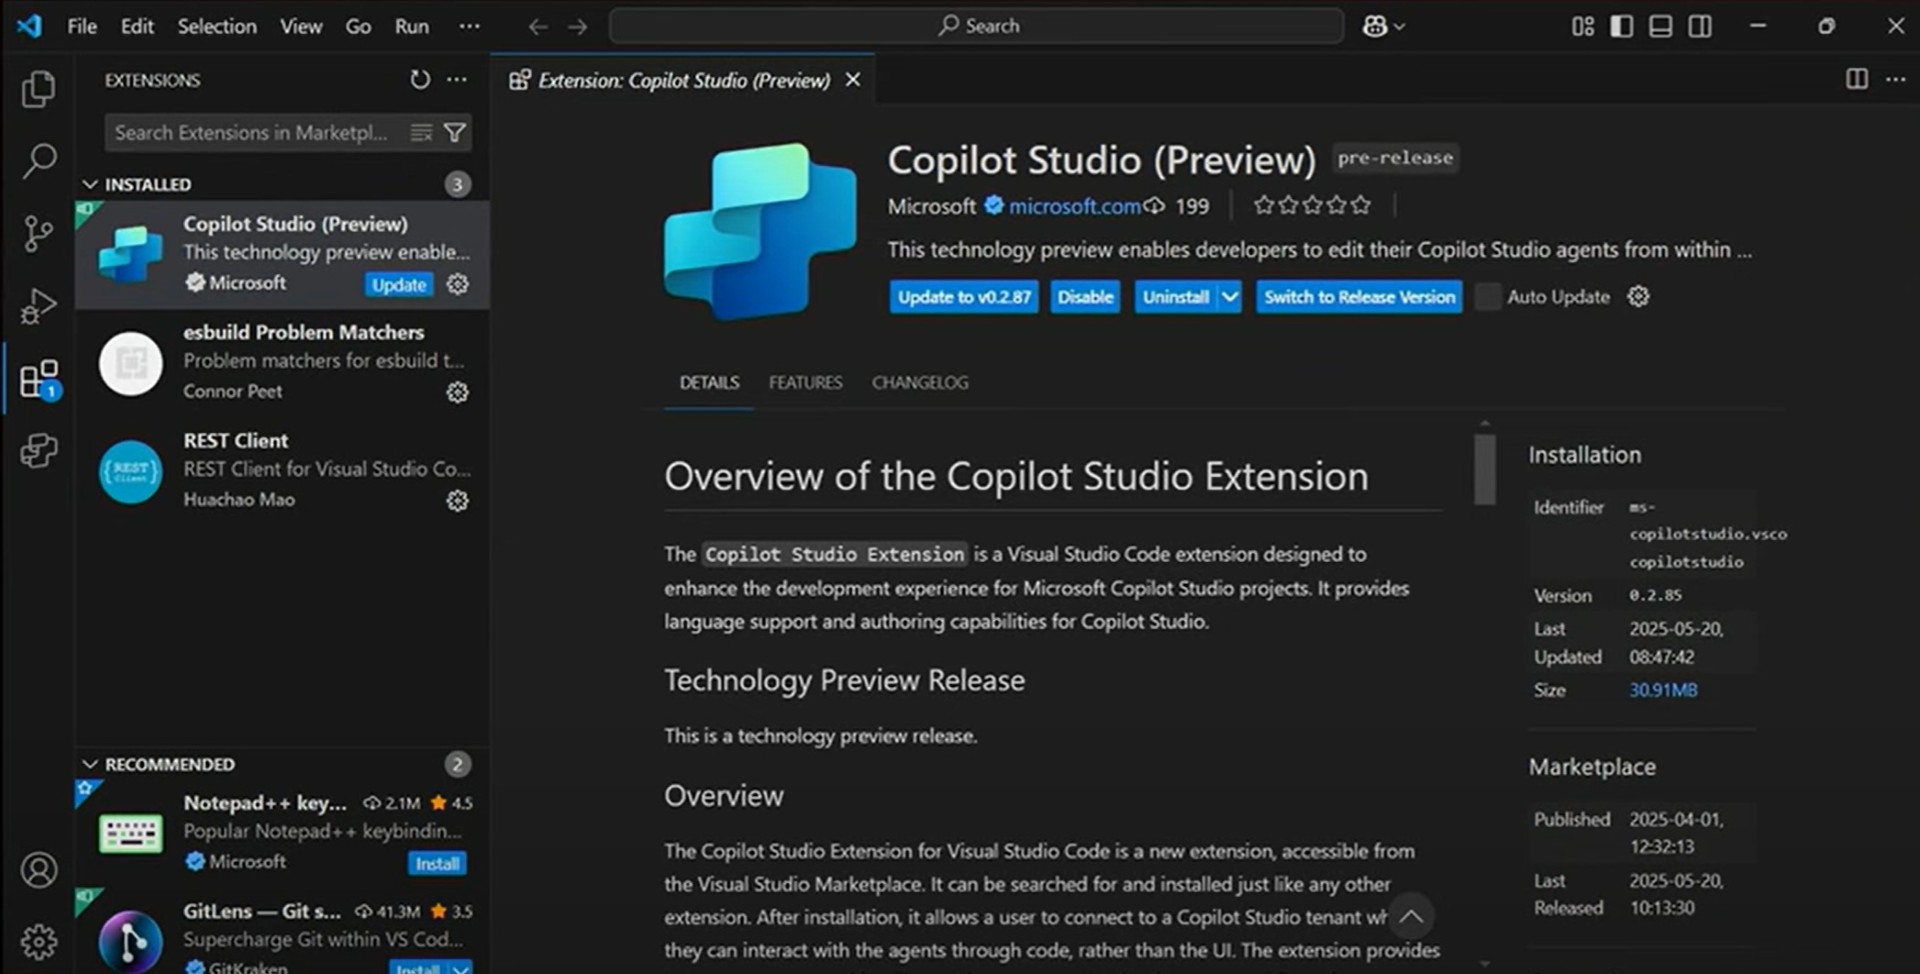 File Edit Selection View Go Run ···
Search
EXTENSIONS
Search Extensions in Marketpl...
INSTALLED 3
Copilot Studio (Preview)
This technology preview enable...
Microsoft Update
esbuild Problem Matchers
Problem matchers for esbuild t...
Connor Peet
REST Client
REST Client for Visual Studio Co...
Huachao Mao
{REST}
Client
1
RECOMMENDED 2
Notepad++ key... 2.1M 4.5
Popular Notepad++ keybindin...
Microsoft Install
GitLens — Git s... 41.3M 3.5
Supercharge Git within VS Cod...
GitKraken Install
Extension: Copilot Studio (Preview)
Copilot Studio (Preview) pre-release
Microsoft microsoft.com 199
This technology preview enables developers to edit their Copilot Studio agents from within ...
Update to v0.2.87 Disable Uninstall Switch to Release Version Auto Update
DETAILS FEATURES CHANGELOG
Overview of the Copilot Studio Extension
The Copilot Studio Extension is a Visual Studio Code extension designed to
enhance the development experience for Microsoft Copilot Studio projects. It provides
language support and authoring capabilities for Copilot Studio.
Technology Preview Release
This is a technology preview release.
Overview
The Copilot Studio Extension for Visual Studio Code is a new extension, accessible from
the Visual Studio Marketplace. It can be searched for and installed just like any other
extension. After installation, it allows a user to connect to a Copilot Studio tenant
they can interact with the agents through code, rather than the UI. The extension provides
Installation
Identifier ms-
copilotstudio.vsco
copilotstudio
Version 0.2.85
Last 2025-05-20,
Updated 08:47:42
Size 30.91MB
Marketplace
Published 2025-04-01,
12:32:13
Last 2025-05-20,
Released 10:13:30